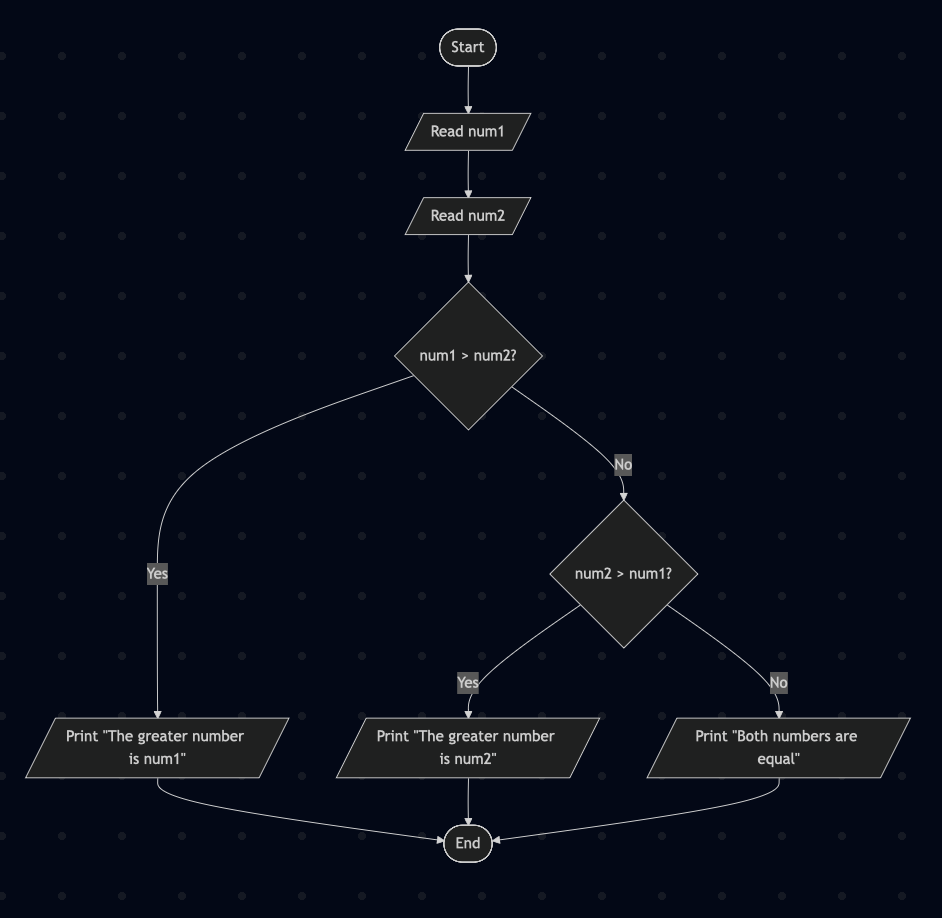 Start
Read num1
Read num2
num1 > num2?
No
Yes
num2 > num1?
Yes
No
Print "The greater number
is num1"
Print "The greater number
is num2"
Print "Both numbers are
equal"
End